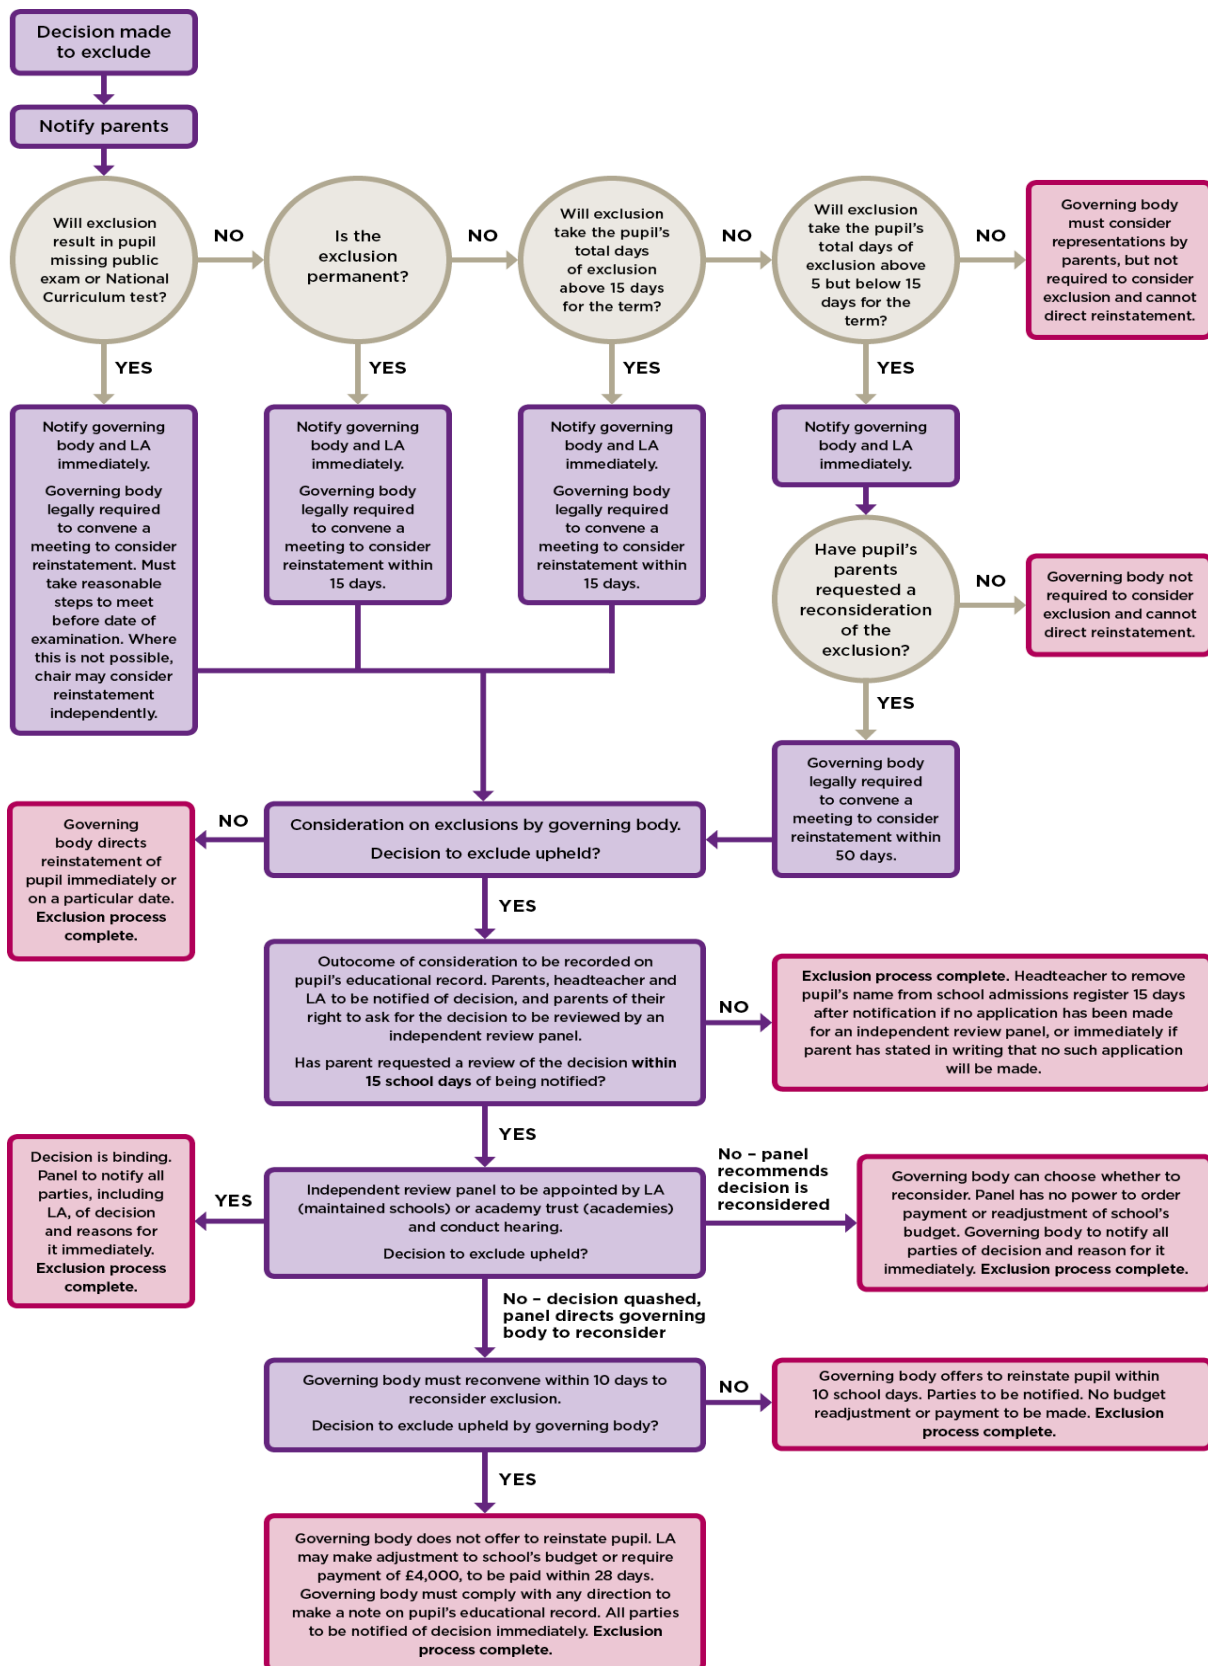 Decision made
to exclude
Notify parents
Will exclusion
result in pupil
missing public
exam or National
Curriculum test?
NO
Is the
exclusion
permanent?
NO
Will exclusion
take the pupil's
total days
of exclusion
above 15 days
for the term?
NO
Will exclusion
take the pupil's
total days of
exclusion above
5 but below 15
days for the
term?
NO
Governing body
must consider
representations by
parents, but not
required to consider
exclusion and cannot
direct reinstatement.
YES
YES
YES
YES
Notify governing
body and LA
immediately.
Governing body
legally required
to convene a
meeting to consider
reinstatement. Must
take reasonable
steps to meet
before date of
examination. Where
this is not possible,
chair may consider
reinstatement
independently.
Notify governing
body and LA
immediately.
Governing body
legally required
to convene a
meeting to consider
reinstatement within
15 days.
Notify governing
body and LA
immediately.
Governing body
legally required
to convene a
meeting to consider
reinstatement within
15 days.
Notify governing
body and LA
immediately.
Have pupil's
parents
requested a
reconsideration
of the
exclusion?
NO
Governing body not
required to consider
exclusion and cannot
direct reinstatement.
YES
Governing body
legally required
to convene a
meeting to consider
reinstatement within
50 days.
Consideration on exclusions by governing body.
Decision to exclude upheld?
NO
Governing
body directs
reinstatement of
pupil immediately or
on a particular date.
Exclusion process
complete.
YES
Outocome of consideration to be recorded on
pupil's educational record. Parents, headteacher and
LA to be notified of decision, and parents of their
right to ask for the decision to be reviewed by an
independent review panel.
Has parent requested a review of the decision within
15 school days of being notified?
NO
Exclusion process complete. Headteacher to remove
pupil's name from school admissions register 15 days
after notification if no application has been made
for an independent review panel, or immediately if
parent has stated in writing that no such application
will be made.
YES
Independent review panel to be appointed by LA
(maintained schools) or academy trust (academies)
and conduct hearing.
Decision to exclude upheld?
YES
Decision is binding.
Panel to notify all
parties, including
LA, of decision
and reasons for
it immediately.
Exclusion process
complete.
No – panel
recommends
decision is
reconsidered
Governing body can choose whether to
reconsider. Panel has no power to order
payment or readjustment of school's
budget. Governing body to notify all
parties of decision and reason for it
immediately. Exclusion process complete.
No – decision quashed,
panel directs governing
body to reconsider
Governing body must reconvene within 10 days to
reconsider exclusion.
Decision to exclude upheld by governing body?
NO
Governing body offers to reinstate pupil within
10 school days. Parties to be notified. No budget
readjustment or payment to be made. Exclusion
process complete.
YES
Governing body does not offer to reinstate pupil. LA
may make adjustment to school's budget or require
payment of £4,000, to be paid within 28 days.
Governing body must comply with any direction to
make a note on pupil's educational record. All parties
to be notified of decision immediately. Exclusion
process complete.